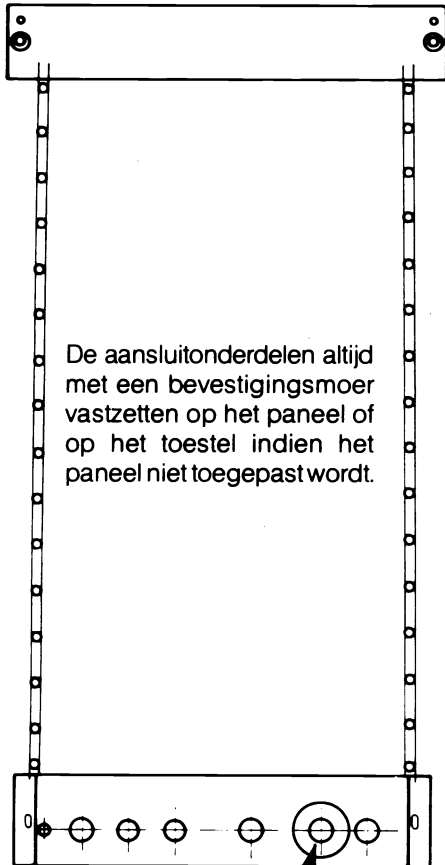 De aansluitonderdelen altijd
met een bevestigingsmoer
vastzetten op het paneel of
op het toestel indien het
paneel niet toegepast wordt.